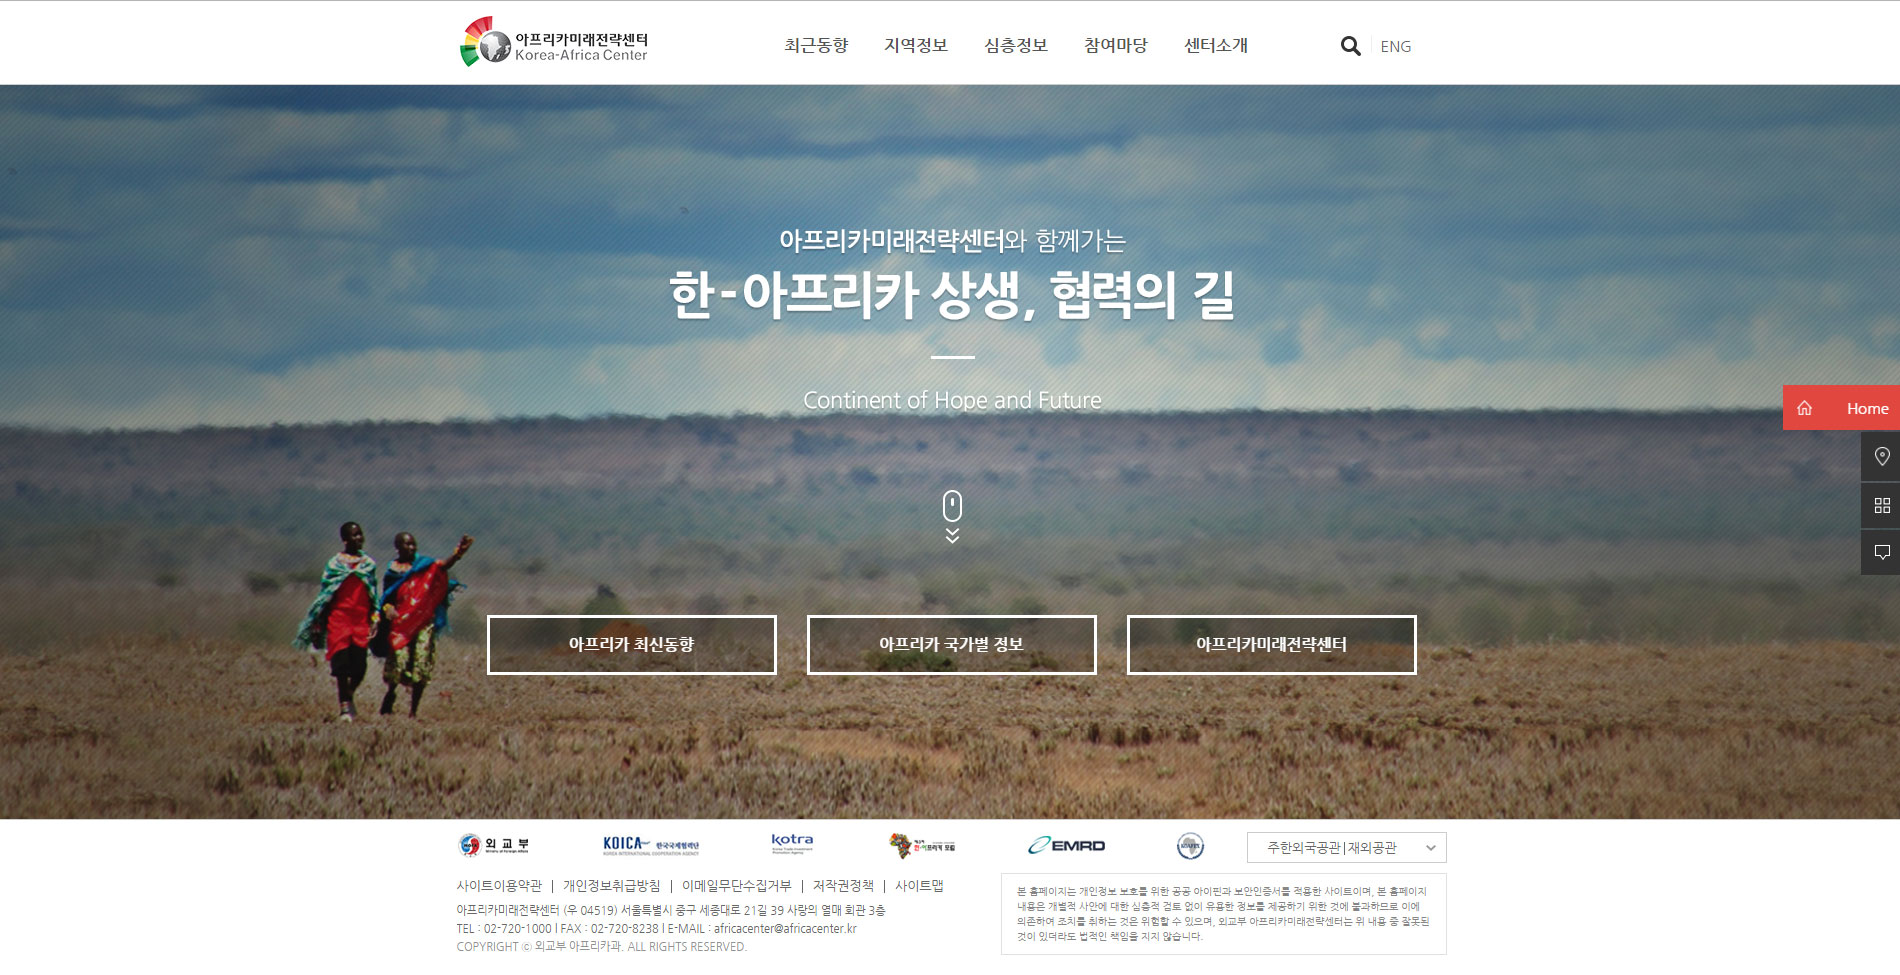 아프리카미래전략센터
Korea-Africa Center
최근동향 지역정보 심층정보 참여마당 센터소개 ENG
아프리카미래전략센터와 함께가는
한-아프리카 상생, 협력의 길
Continent of Hope and Future
Home
아프리카 최신동향 아프리카 국가별 정보 아프리카미래전략센터
외교부
Ministry of Foreign Affairs
KOICA 한국국제협력단
KOREA INTERNATIONAL COOPERATION AGENCY
kotra
Korea Trade-Investment
Promotion Agency
한·아프리카 포럼
EMRD
주한외국공관|재외공관
사이트이용약관 | 개인정보취급방침 | 이메일무단수집거부 | 저작권정책 | 사이트맵
아프리카미래전략센터 (우 04519) 서울특별시 중구 세종대로 21길 39 사랑의 열매 회관 3층
TEL : 02-720-1000 l FAX : 02-720-8238 l E-MAIL : africacenter@africacenter.kr
COPYRIGHT ⓒ 외교부 아프리카과. ALL RIGHTS RESERVED.
본 홈페이지는 개인정보 보호를 위한 공공 아이핀과 보안인증서를 적용한 사이트이며, 본 홈페이지
내용은 개별적 사안에 대한 심층적 검토 없이 유용한 정보를 제공하기 위한 것에 불과하므로 이에
의존하여 조치를 취하는 것은 위험할 수 있으며, 외교부 아프리카미래전략센터는 위 내용 중 잘못된
것이 있더라도 법적인 책임을 지지 않습니다.